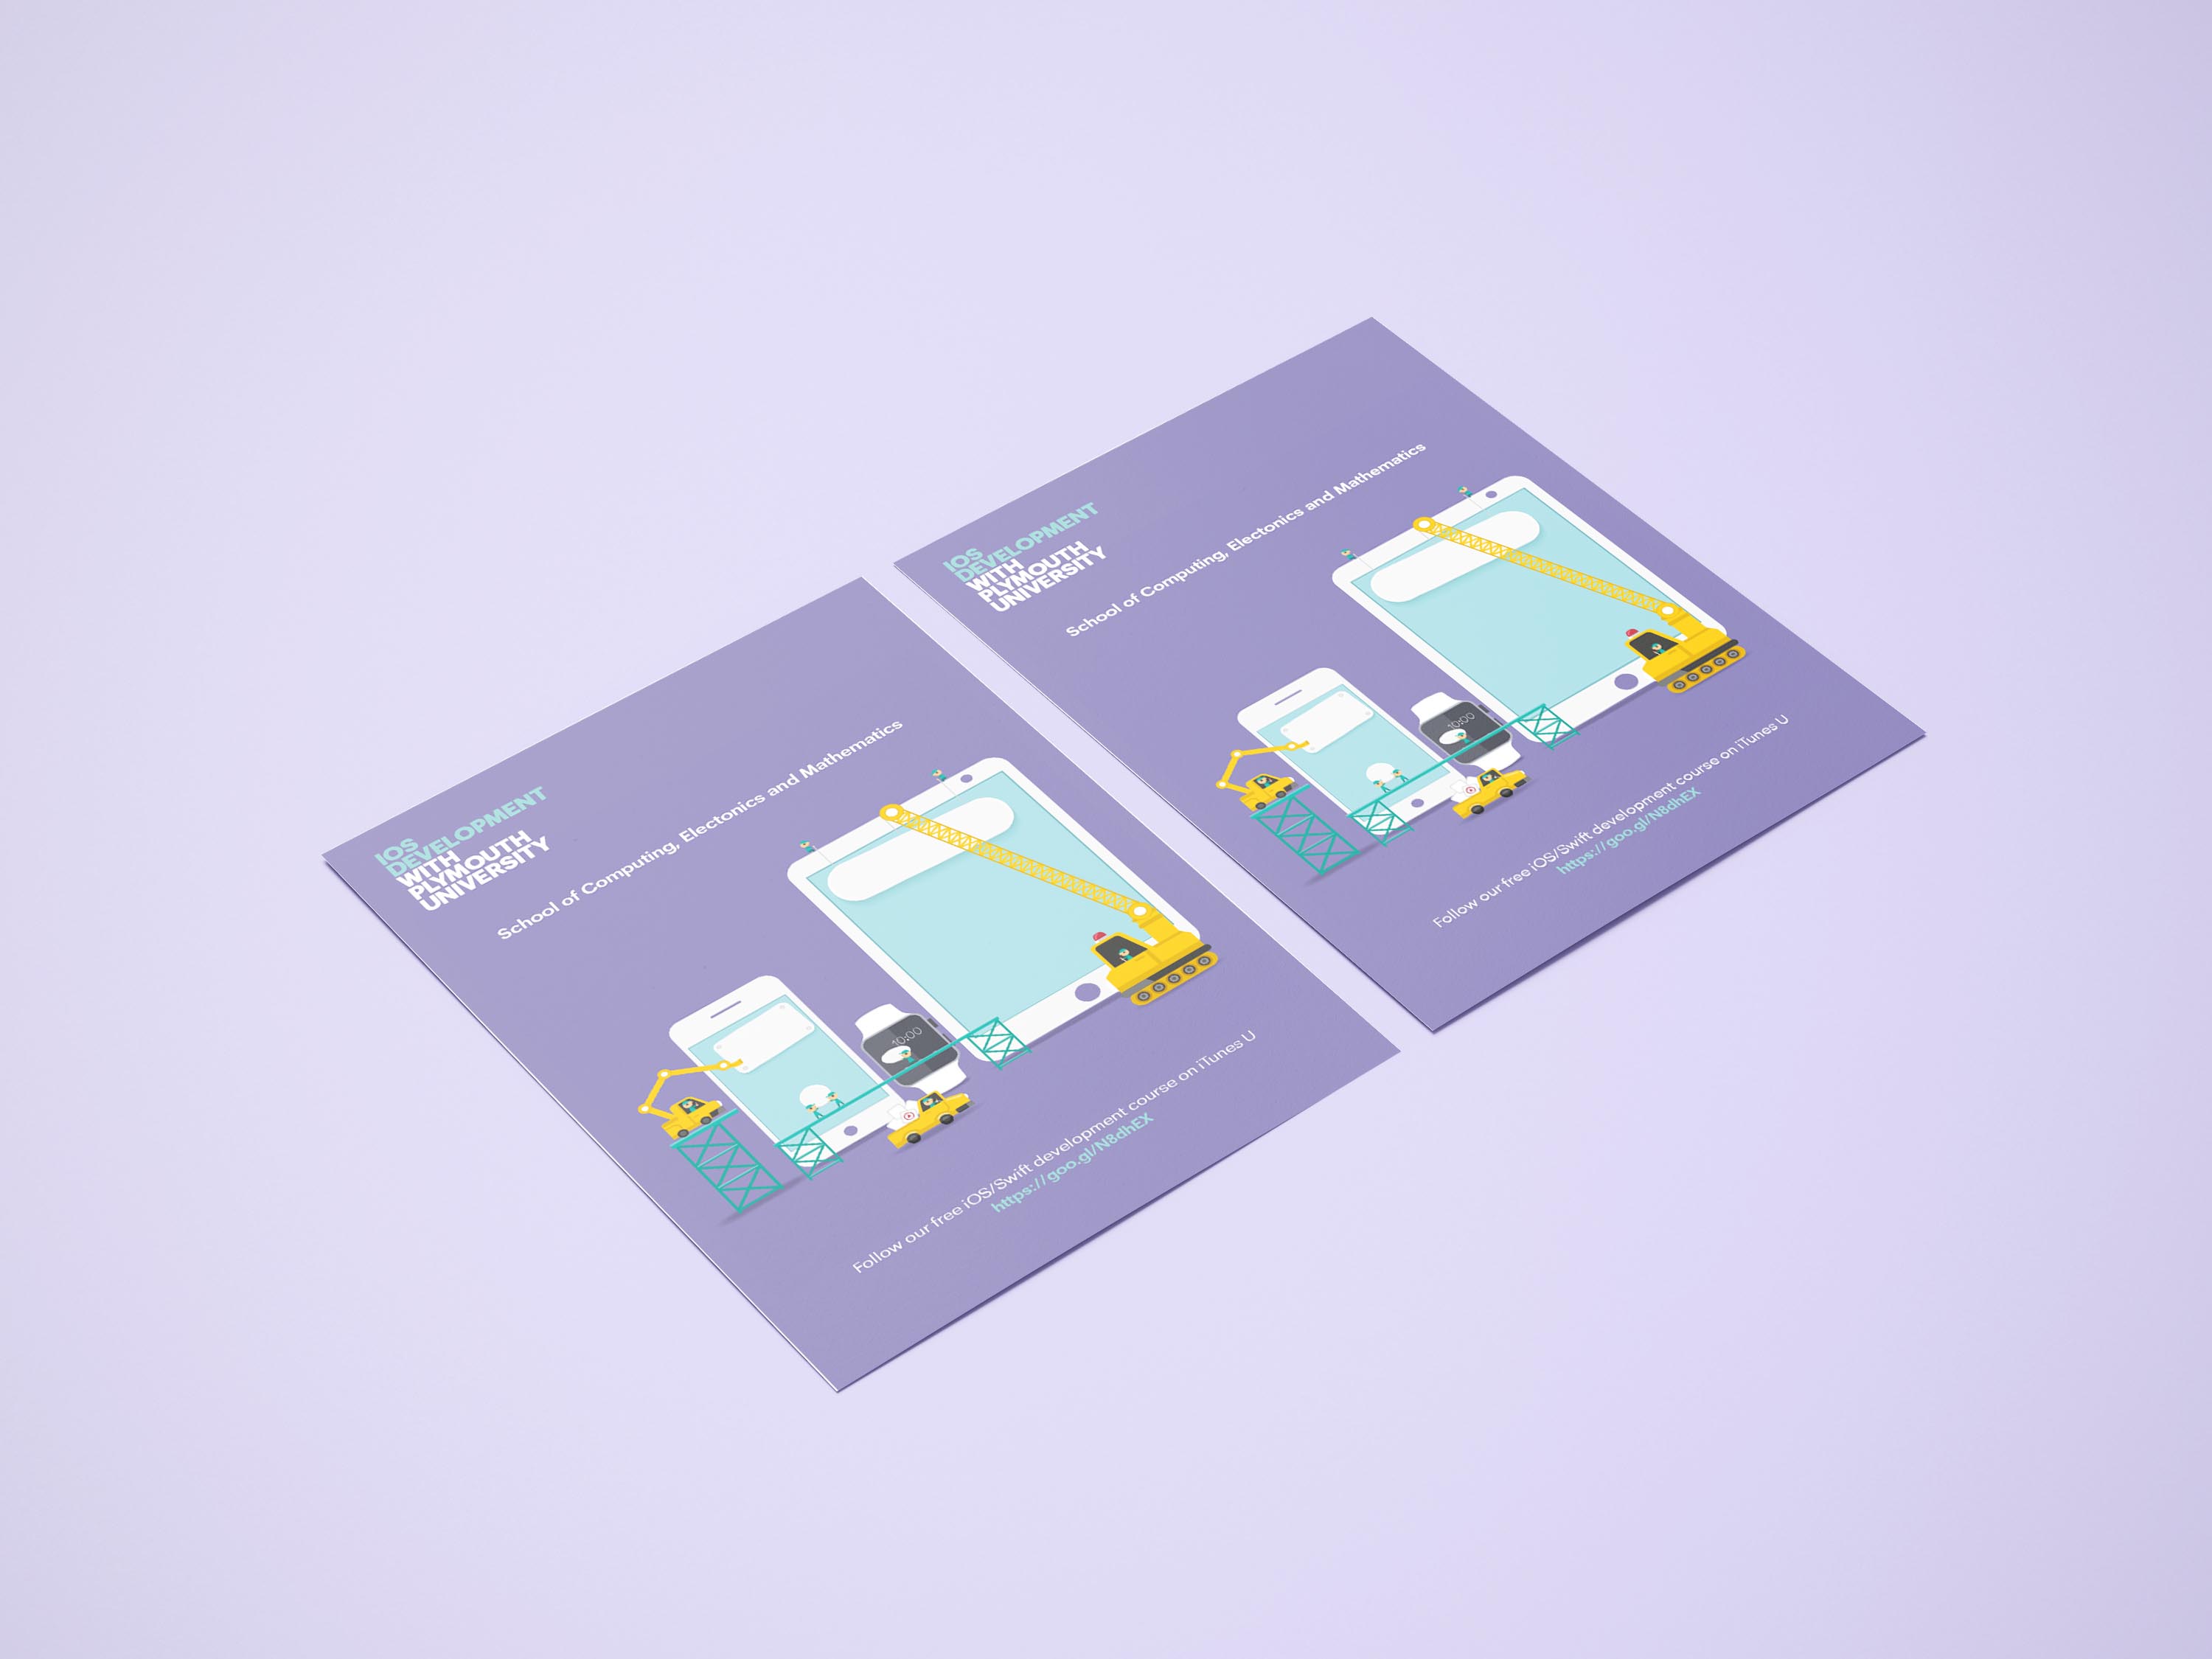 IOS
DEVELOPMENT
WITH
PLYMOUTH
UNIVERSITY
School of Computing, Electonics and Mathematics
10:00
Follow our free iOS/Swift development course on iTunes U
https://goo.gl/N8dhEX
IOS
DEVELOPMENT
WITH
PLYMOUTH
UNIVERSITY
School of Computing, Electonics and Mathematics
10:00
Follow our free iOS/Swift development course on iTunes U
https://goo.gl/N8dhEX